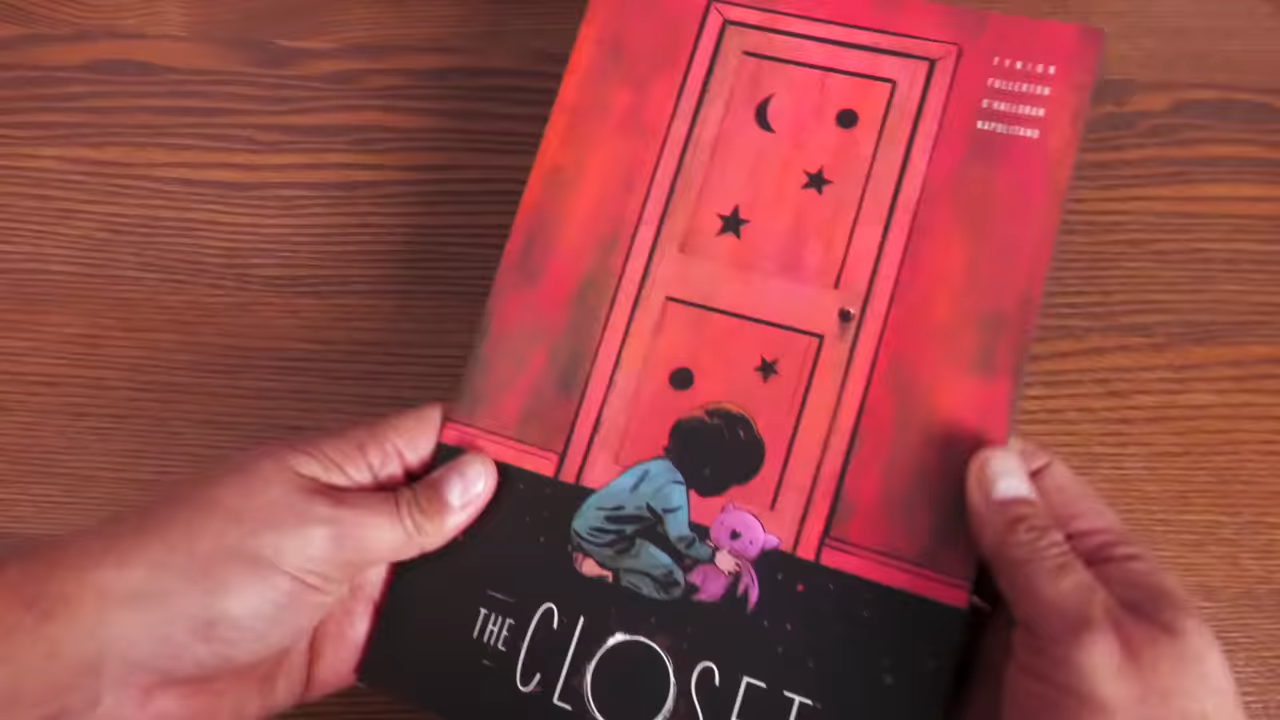 TYNION
FULLERTON
O'HALLORAN
NAPOLITANO
THE CLOSET